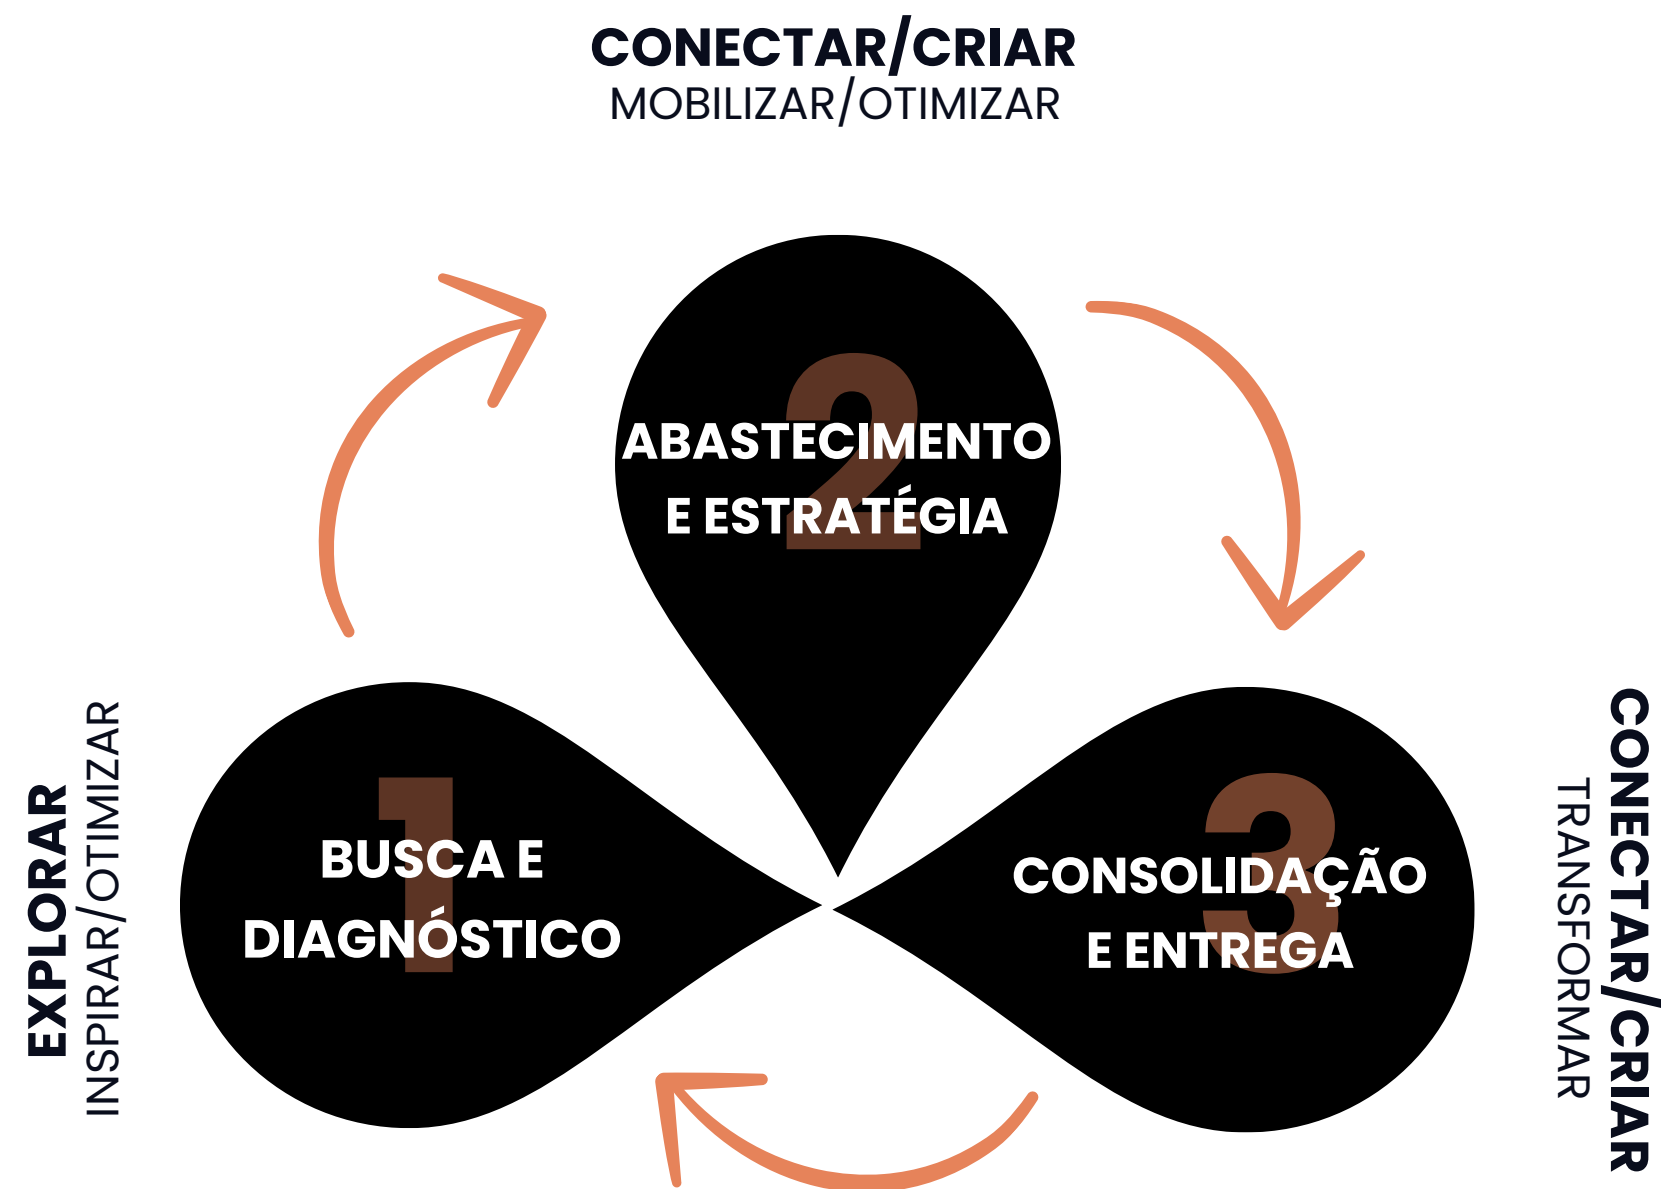 CONECTAR/CRIAR
MOBILIZAR/OTIMIZAR
2
ABASTECIMENTO
E ESTRATÉGIA
EXPLORAR
INSPIRAR/OTIMIZAR
1
BUSCA E
DIAGNÓSTICO
3
CONSOLIDAÇÃO
E ENTREGA
CONECTAR/CRIAR
TRANSFORMAR